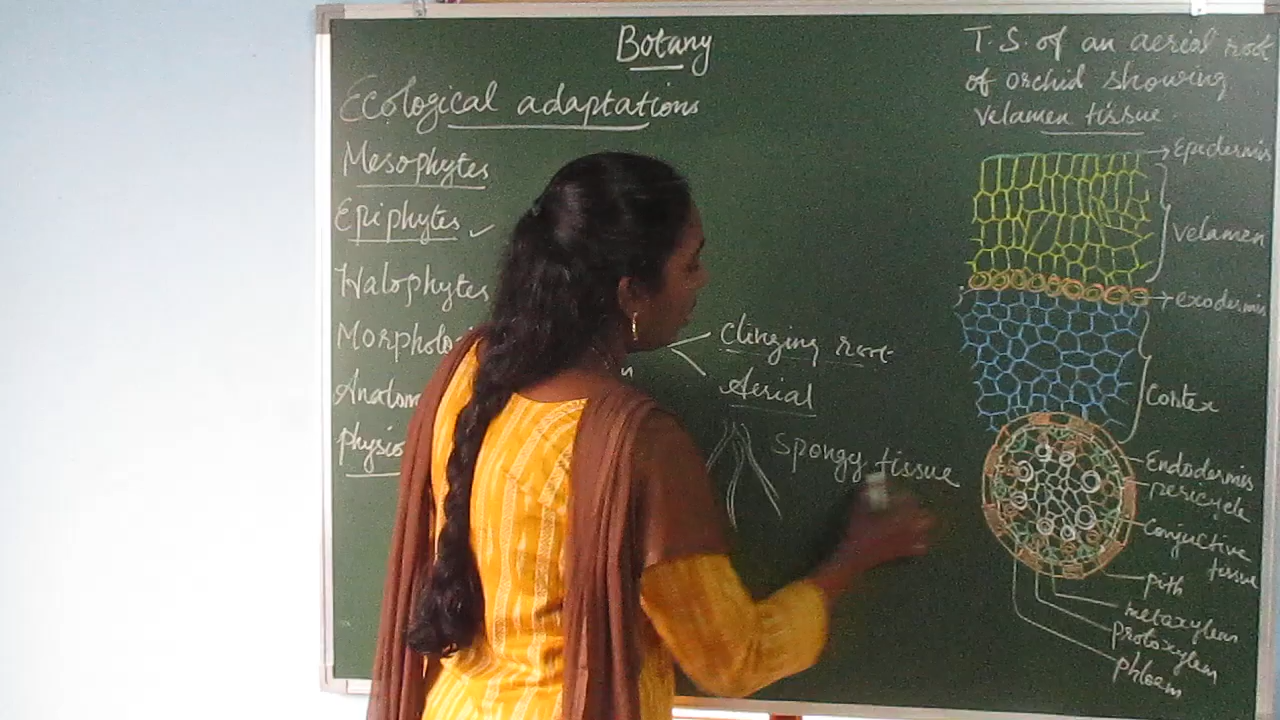 Botany
Ecological adaptations
Mesophytes
Epiphytes
Halophytes
Clinging root
Aerial
Spongy tissue
T.S. of an aerial root
of orchid showing
velamen tissue.
Epidermis
velamen
exodermis
Cortex
Endodermis
pericycle
Conjuctive
tissue
pith
metaxylem
protoxylem
phloem